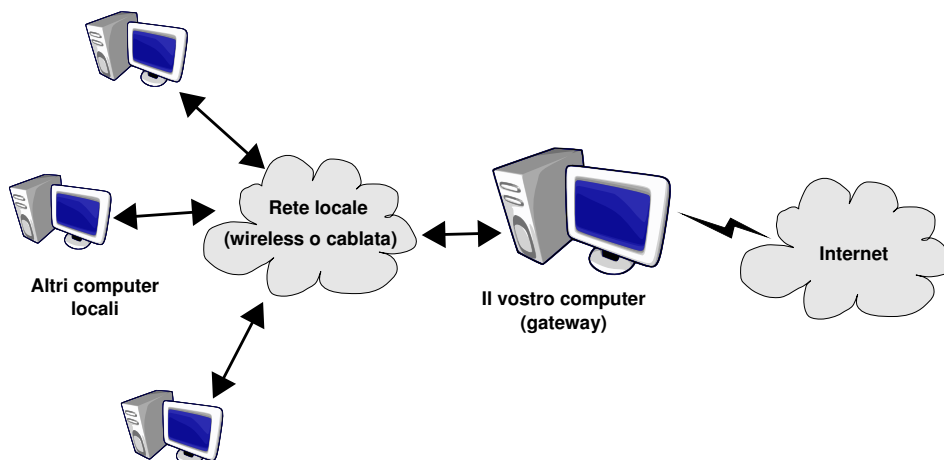 Rete locale
(wireless o cablata)
Internet
Altri computer
locali
Il vostro computer
(gateway)